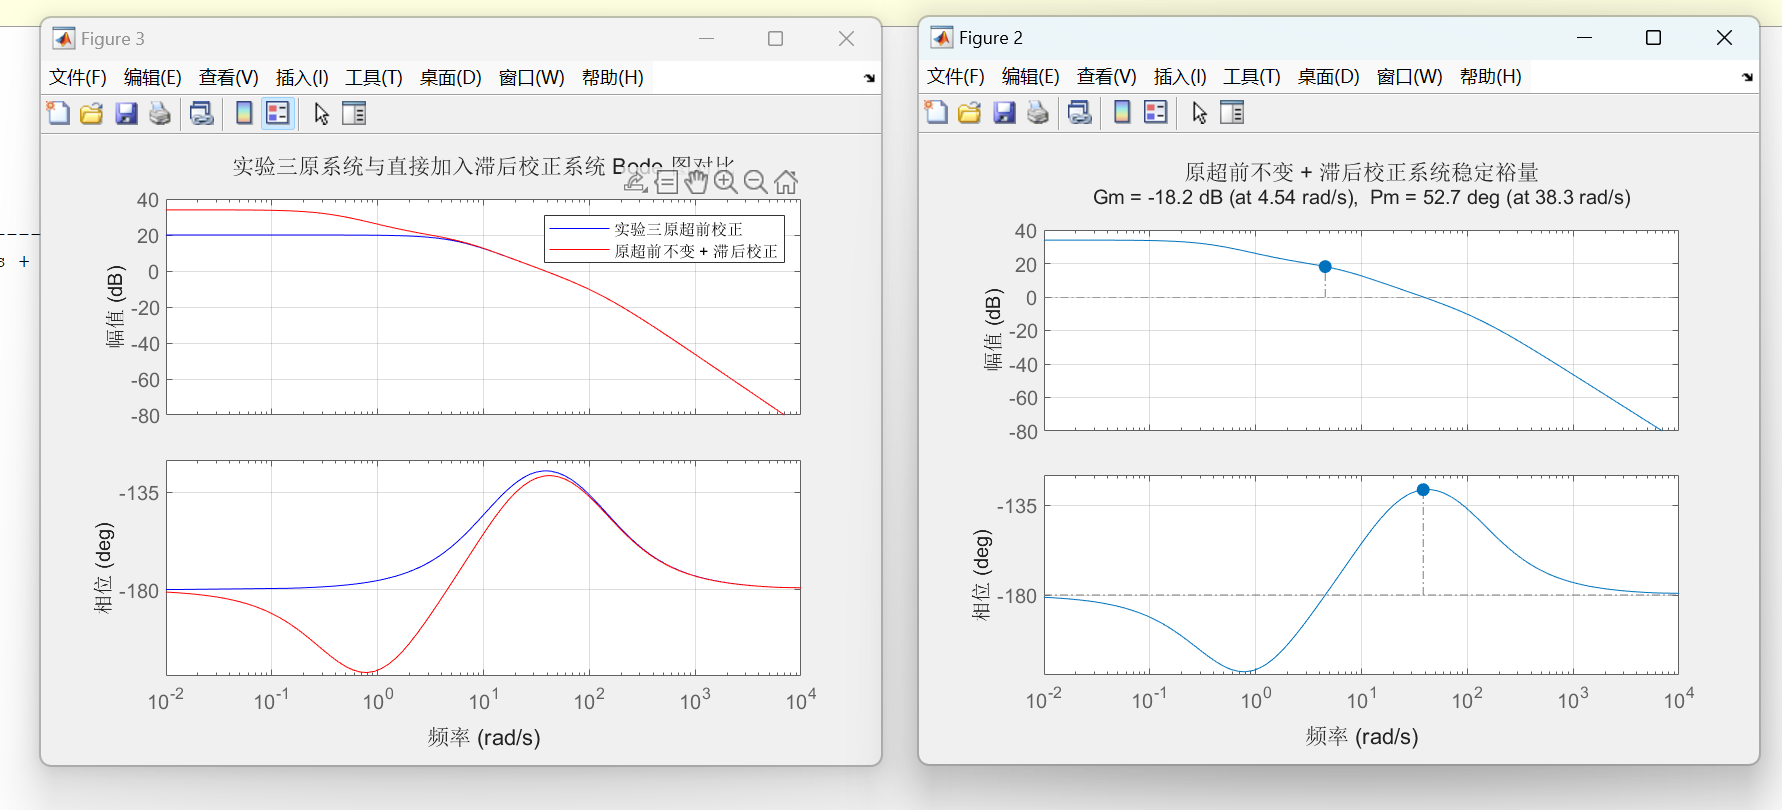 Figure 3
文件(F) 编辑(E) 查看(V) 插入(I) 工具(T) 桌面(D) 窗口(W) 帮助(H)
实验三原系统与直接加入滞后校正系统 Bode 图对比
40
20
0
-20
-40
-60
-80
幅值 (dB)
实验三原超前校正
原超前不变 + 滞后校正
-135
-180
相位 (deg)
10-2 10-1 100 101 102 103 104
频率 (rad/s)
s +
Figure 2
文件(F) 编辑(E) 查看(V) 插入(I) 工具(T) 桌面(D) 窗口(W) 帮助(H)
原超前不变 + 滞后校正系统稳定裕量
Gm = -18.2 dB (at 4.54 rad/s), Pm = 52.7 deg (at 38.3 rad/s)
40
20
0
-20
-40
-60
-80
幅值 (dB)
-135
-180
相位 (deg)
10-2 10-1 100 101 102 103 104
频率 (rad/s)